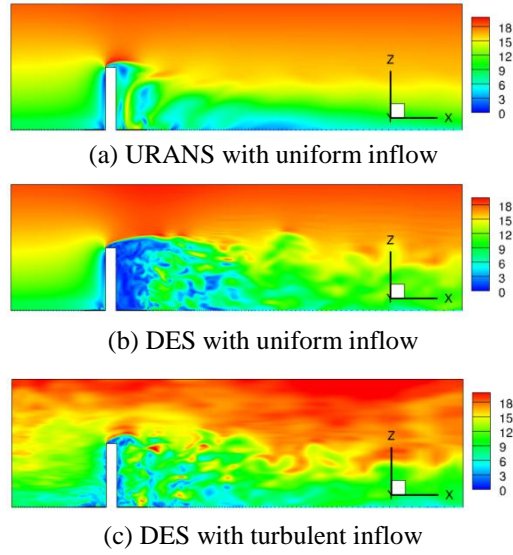 18
15
12
9
6
3
0
Z
Y
X
(a) URANS with uniform inflow
18
15
12
9
6
3
0
Z
Y
X
(b) DES with uniform inflow
18
15
12
9
6
3
0
Z
Y
X
(c) DES with turbulent inflow